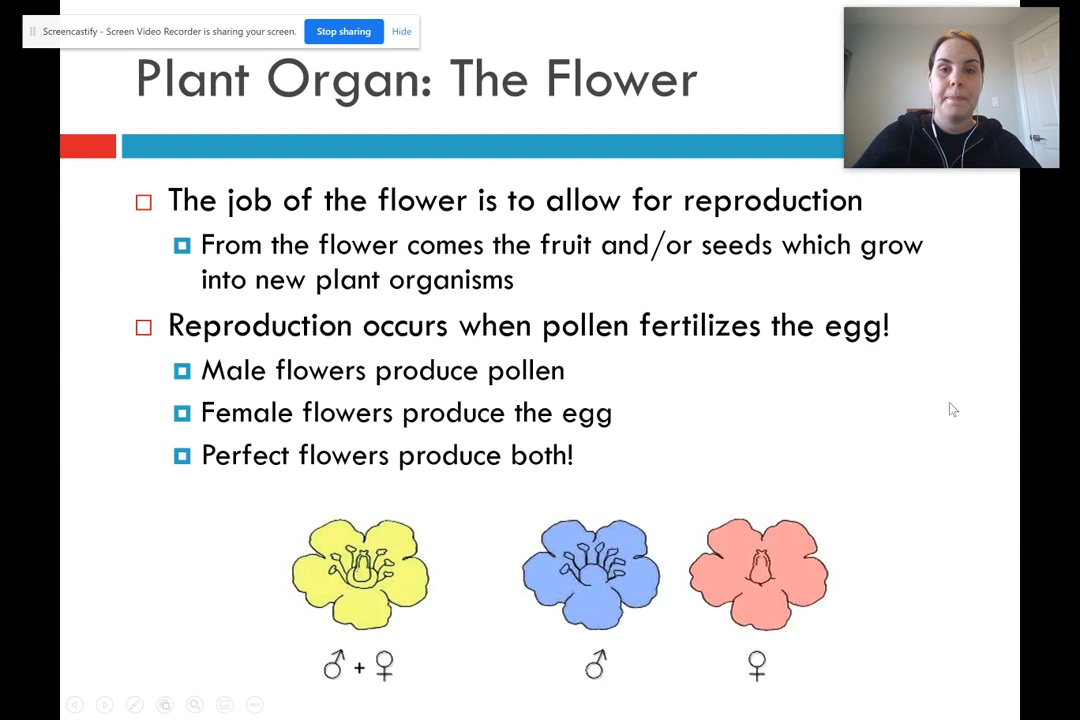 Screencastify - Screen Video Recorder is sharing your screen. Stop sharing Hide
Plant Organ: The Flower
The job of the flower is to allow for reproduction
From the flower comes the fruit and/or seeds which grow
into new plant organisms
Reproduction occurs when pollen fertilizes the egg!
Male flowers produce pollen
Female flowers produce the egg
Perfect flowers produce both!
♂ + ♀ ♂ ♀